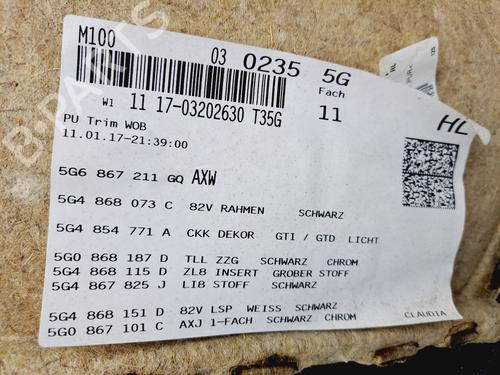 M100
03 0235 5G
Fach
W1 11 17-03202630 T35G 11
PU Trim WOB
11.01.17-21:39:00
HL
5G6 867 211 GQ AXW
5G4 868 073 C 82V RAHMEN SCHWARZ
5G4 854 771 A CKK DEKOR GTI / GTD LICHT
5G0 868 187 D TLL ZZG SCHWARZ CHROM
5G4 868 115 D ZL8 INSERT GROBER STOFF
5G4 867 825 J LI8 STOFF SCHWARZ
5G4 868 151 D 82V LSP WEISS SCHWARZ
5G0 867 101 C AXJ 1-FACH SCHWARZ CHROM
CLAUDIA
B-PARTS